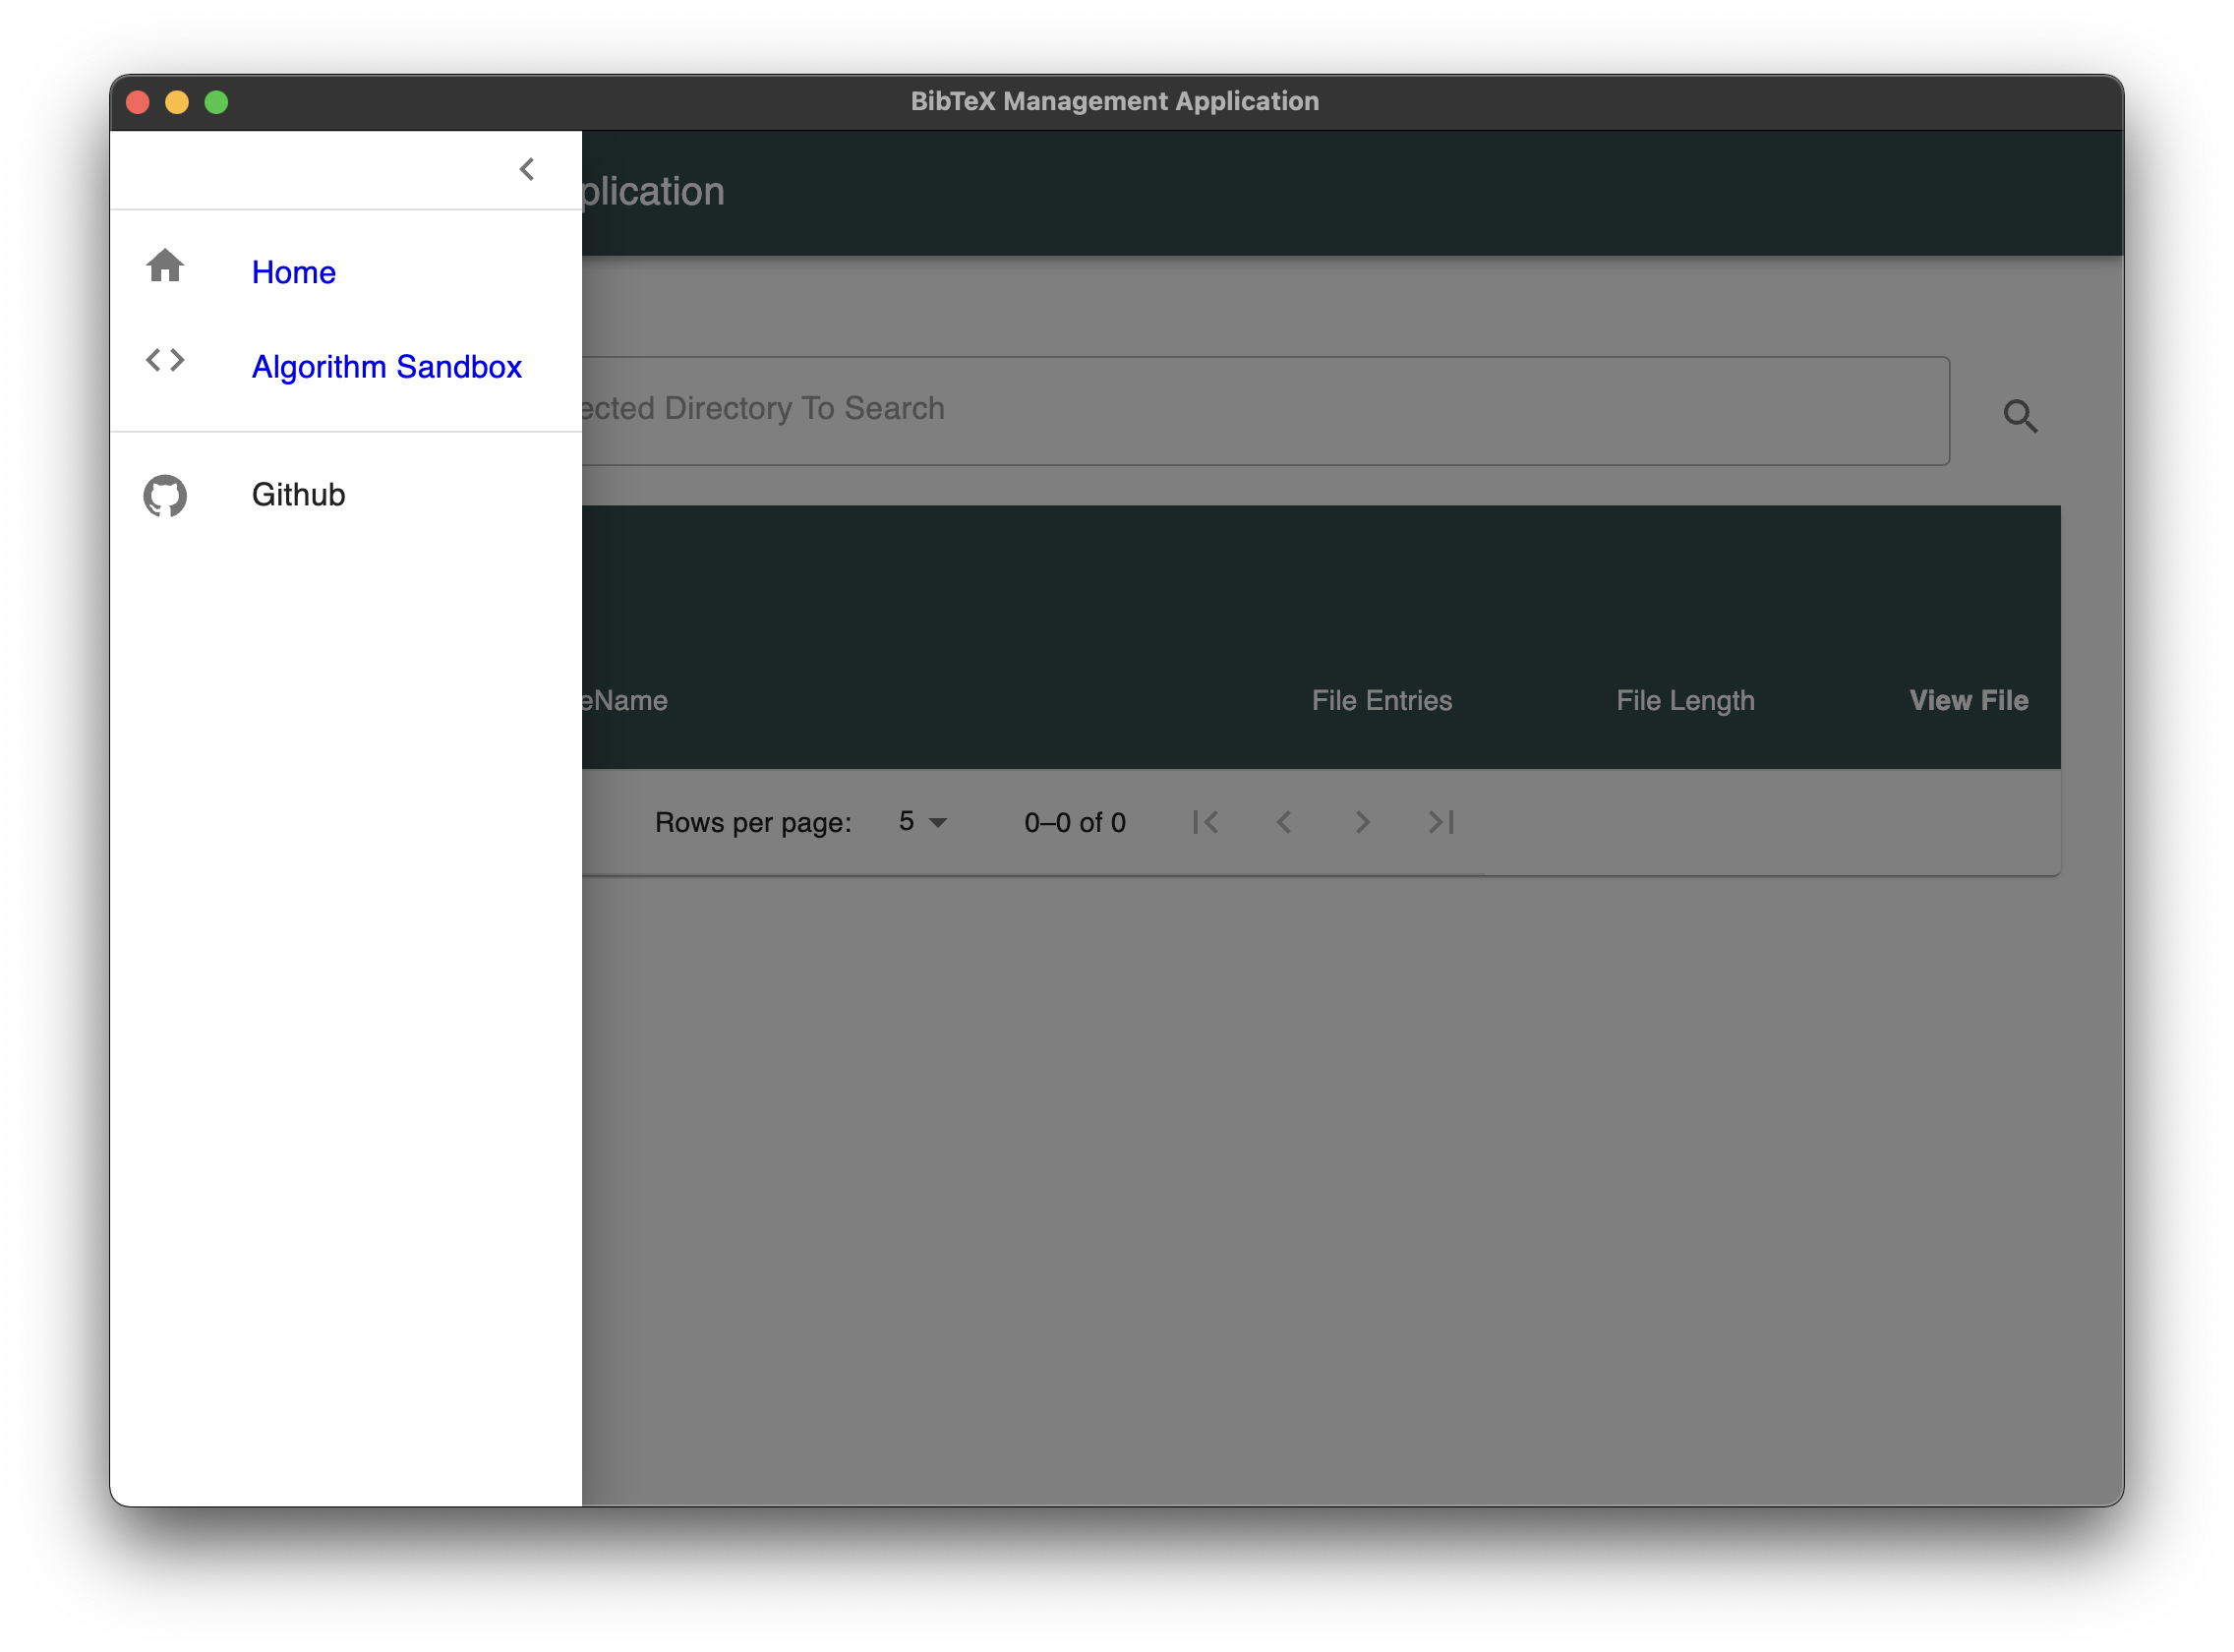 BibTeX Management Application
plication
Home
Algorithm Sandbox
ected Directory To Search
Github
eName File Entries File Length View File
Rows per page: 5 0–0 of 0